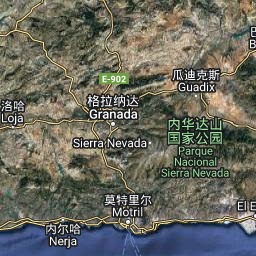 巴
B
E-902
瓜迪克斯
Guadix
格拉纳达
Granada
洛哈
Loja
内华达山
国家公园
Parque
Nacional
Sierra Nevada
Sierra Nevada
莫特里尔
Motril
El E
内尔哈
Nerja